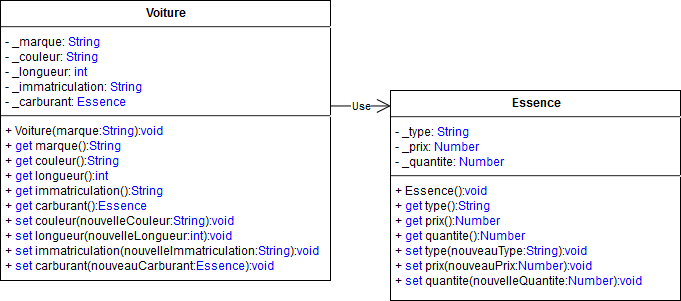 Voiture
- _marque: String
- _couleur: String
- _longueur: int
- _immatriculation: String
- _carburant: Essence
+ Voiture(marque:String):void
+ get marque():String
+ get couleur():String
+ get longueur():int
+ get immatriculation():String
+ get carburant():Essence
+ set couleur(nouvelleCouleur:String):void
+ set longueur(nouvelleLongueur:int):void
+ set immatriculation(nouvelleImmatriculation:String):void
+ set carburant(nouveauCarburant:Essence):void
Use
Essence
- _type: String
- _prix: Number
- _quantite: Number
+ Essence():void
+ get type():String
+ get prix():Number
+ get quantite():Number
+ set type(nouveauType:String):void
+ set prix(nouveauPrix:Number):void
+ set quantite(nouvelleQuantite:Number):void